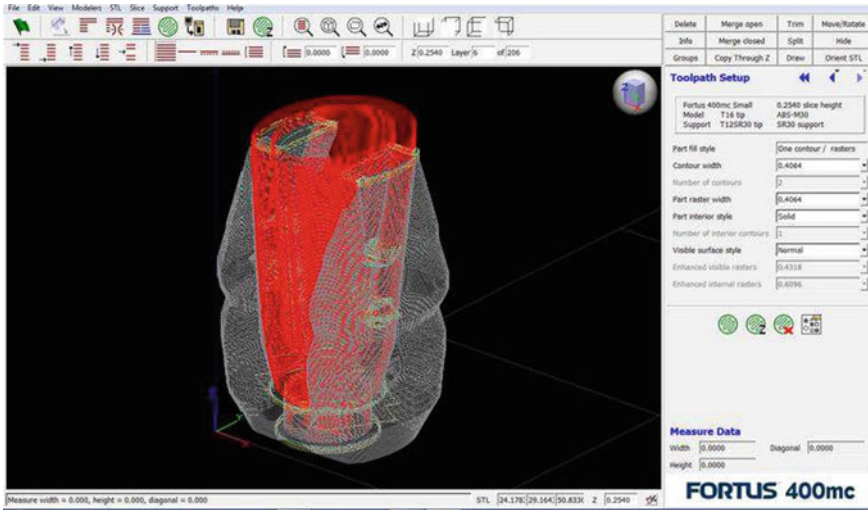 File Edit View Modelers STL Slice Support Toolpaths Help
0.0000 0.0000 Z 0.2540 Layer 6 of 206
Delete Merge open Trim Move/Rotate
Info Merge closed Split Hide
Groups Copy Through Z Draw Orient STL
Toolpath Setup
Fortus 400mc Small 0.2540 slice height
Model T16 tip ABS-M30
Support T12SR30 tip SR30 support
Part fill style One contour / rasters
Contour width 0.4064
Number of contours 2
Part raster width 0.4064
Part interior style Solid
Number of interior contours 1
Visible surface style Normal
Enhanced visible rasters 0.4318
Enhanced internal rasters 0.6096
Measure Data
Width 0.0000 Diagonal 0.0000
Height 0.0000
Measure width = 0.000, height = 0.000, diagonal = 0.000 STL Z 0.2540
FORTUS 400mc